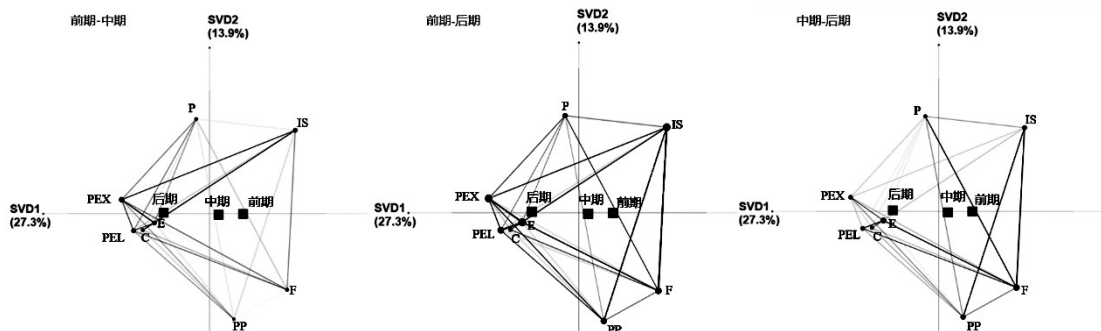 前期-中期
SVD2
(13.9%)
P
IS
PEX
后期
中期
前期
SVD1
(27.3%)
E
PEL
C
F
PP
前期-后期
SVD2
(13.9%)
P
IS
PEX
后期
中期
前期
SVD1
(27.3%)
E
PEL
C
F
PP
中期-后期
SVD2
(13.9%)
P
IS
PEX
后期
中期
前期
SVD1
(27.3%)
E
PEL
C
F
PP